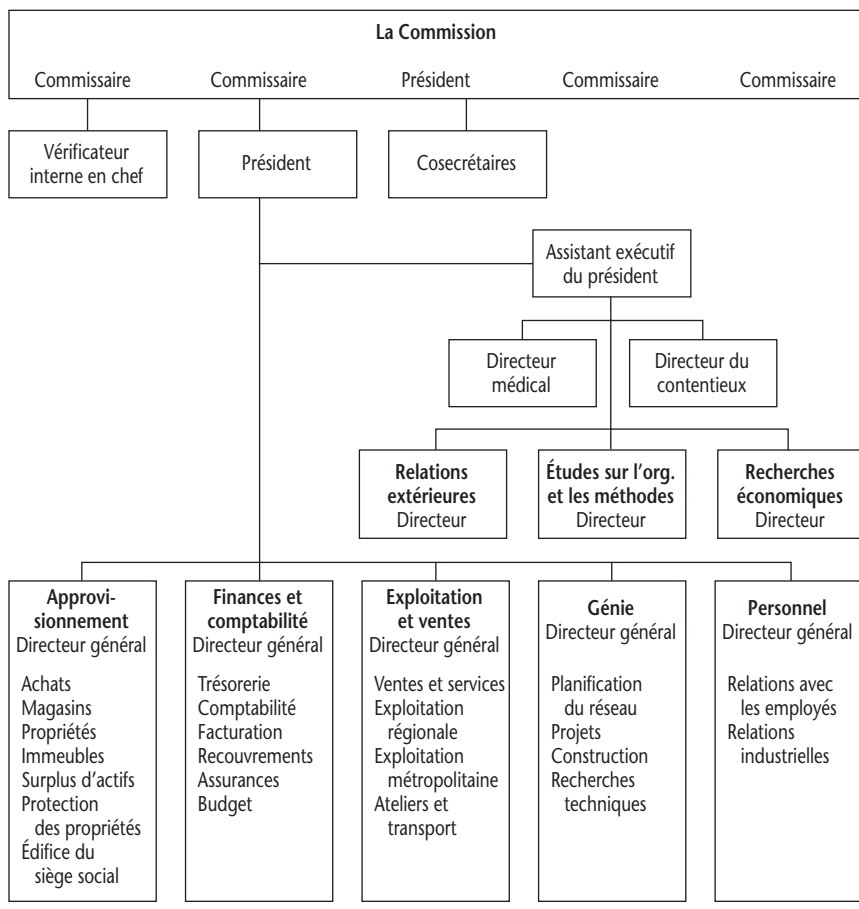 La Commission
Commissaire Commissaire Président Commissaire Commissaire
Vérificateur
interne en chef
Président
Cosecrétaires
Assistant exécutif
du président
Directeur
médical
Directeur du
contentieux
Relations
extérieures
Directeur
Études sur l'org.
et les méthodes
Directeur
Recherches
économiques
Directeur
Approvi-
sionnement
Directeur général
Achats
Magasins
Propriétés
Immeubles
Surplus d'actifs
Protection
des propriétés
Édifice du
siège social
Finances et
comptabilité
Directeur général
Trésorerie
Comptabilité
Facturation
Recouvrements
Assurances
Budget
Exploitation
et ventes
Directeur général
Ventes et services
Exploitation
régionale
Exploitation
métropolitaine
Ateliers et
transport
Génie
Directeur général
Planification
du réseau
Projets
Construction
Recherches
techniques
Personnel
Directeur général
Relations avec
les employés
Relations
industrielles